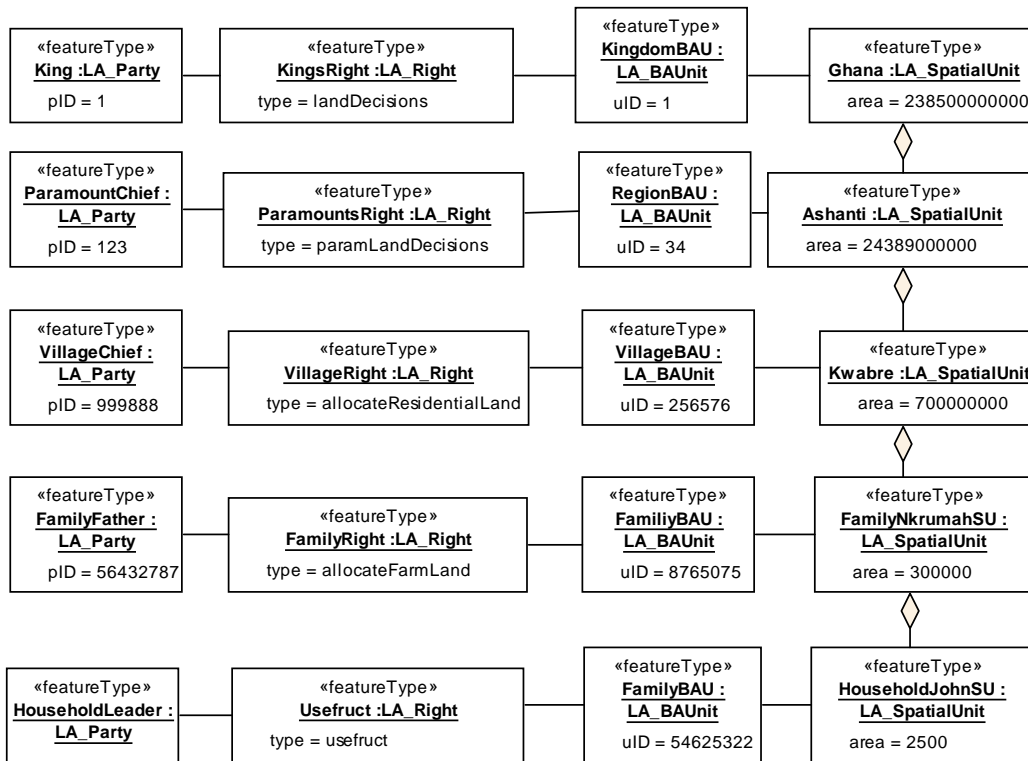 «featureType»
King :LA_Party
pID = 1
«featureType»
KingsRight :LA_Right
type = landDecisions
«featureType»
KingdomBAU :
LA_BAUnit
uID = 1
«featureType»
Ghana :LA_SpatialUnit
area = 238500000000
«featureType»
ParamountChief :
LA_Party
pID = 123
«featureType»
ParamountsRight :LA_Right
type = paramLandDecisions
«featureType»
RegionBAU :
LA_BAUnit
uID = 34
«featureType»
Ashanti :LA_SpatialUnit
area = 24389000000
«featureType»
VillageChief :
LA_Party
pID = 999888
«featureType»
VillageRight :LA_Right
type = allocateResidentialLand
«featureType»
VillageBAU :
LA_BAUnit
uID = 256576
«featureType»
Kwabre :LA_SpatialUnit
area = 700000000
«featureType»
FamilyFather :
LA_Party
pID = 56432787
«featureType»
FamilyRight :LA_Right
type = allocateFarmLand
«featureType»
FamiliyBAU :
LA_BAUnit
uID = 8765075
«featureType»
FamilyNkrumahSU :
LA_SpatialUnit
area = 300000
«featureType»
HouseholdLeader :
LA_Party
«featureType»
Usefruct :LA_Right
type = usefruct
«featureType»
FamilyBAU :
LA_BAUnit
uID = 54625322
«featureType»
HouseholdJohnSU :
LA_SpatialUnit
area = 2500